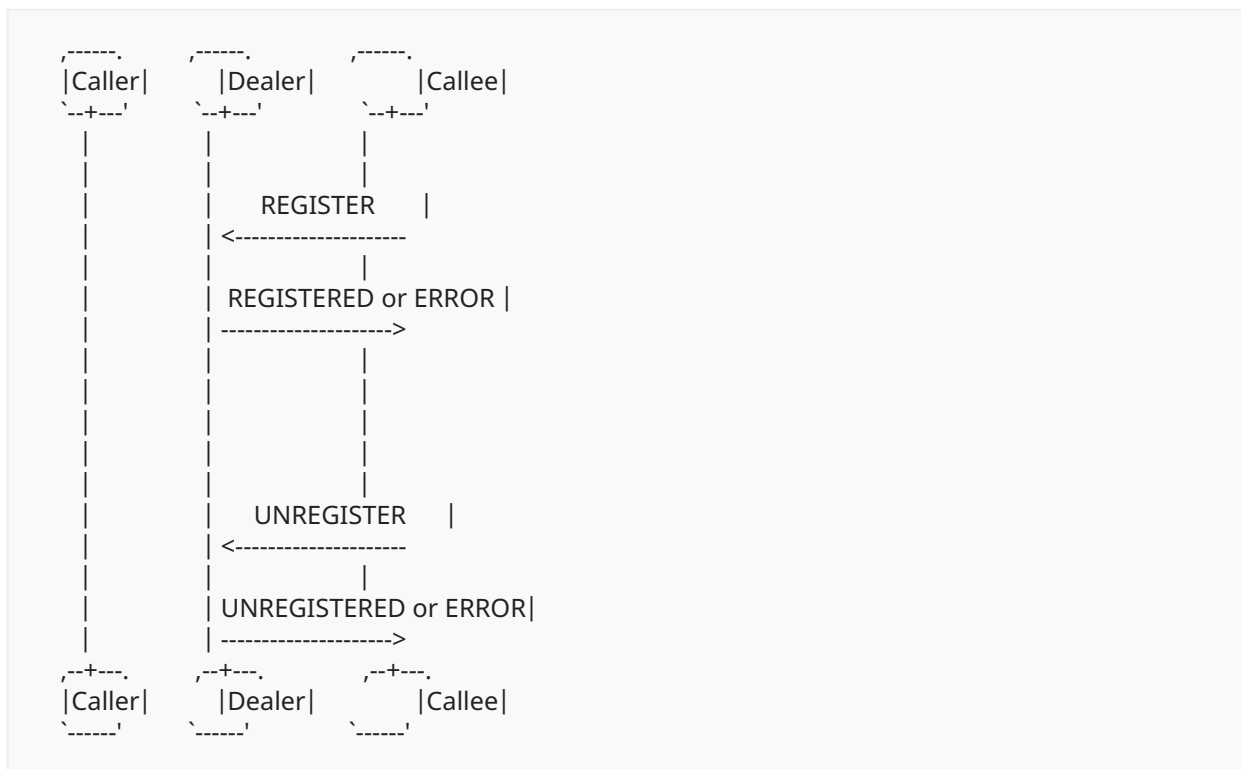 ,------.          ,------.             ,------.
|Caller|          |Dealer|             |Callee|
`--+---'          `--+---'             `--+---'
|                 |                    |
|                 |                    |
|                 |      REGISTER      |
|                 | <---------------------
|                 |                    |
|                 | REGISTERED or ERROR |
|                 | --------------------->
|                 |                    |
|                 |                    |
|                 |                    |
|                 |                    |
|                 |                    |
|                 |     UNREGISTER     |
|                 | <---------------------
|                 |                    |
|                 | UNREGISTERED or ERROR|
|                 | --------------------->
,--+---.          ,--+---.             ,--+---.
|Caller|          |Dealer|             |Callee|
`------'          `------'             `------'